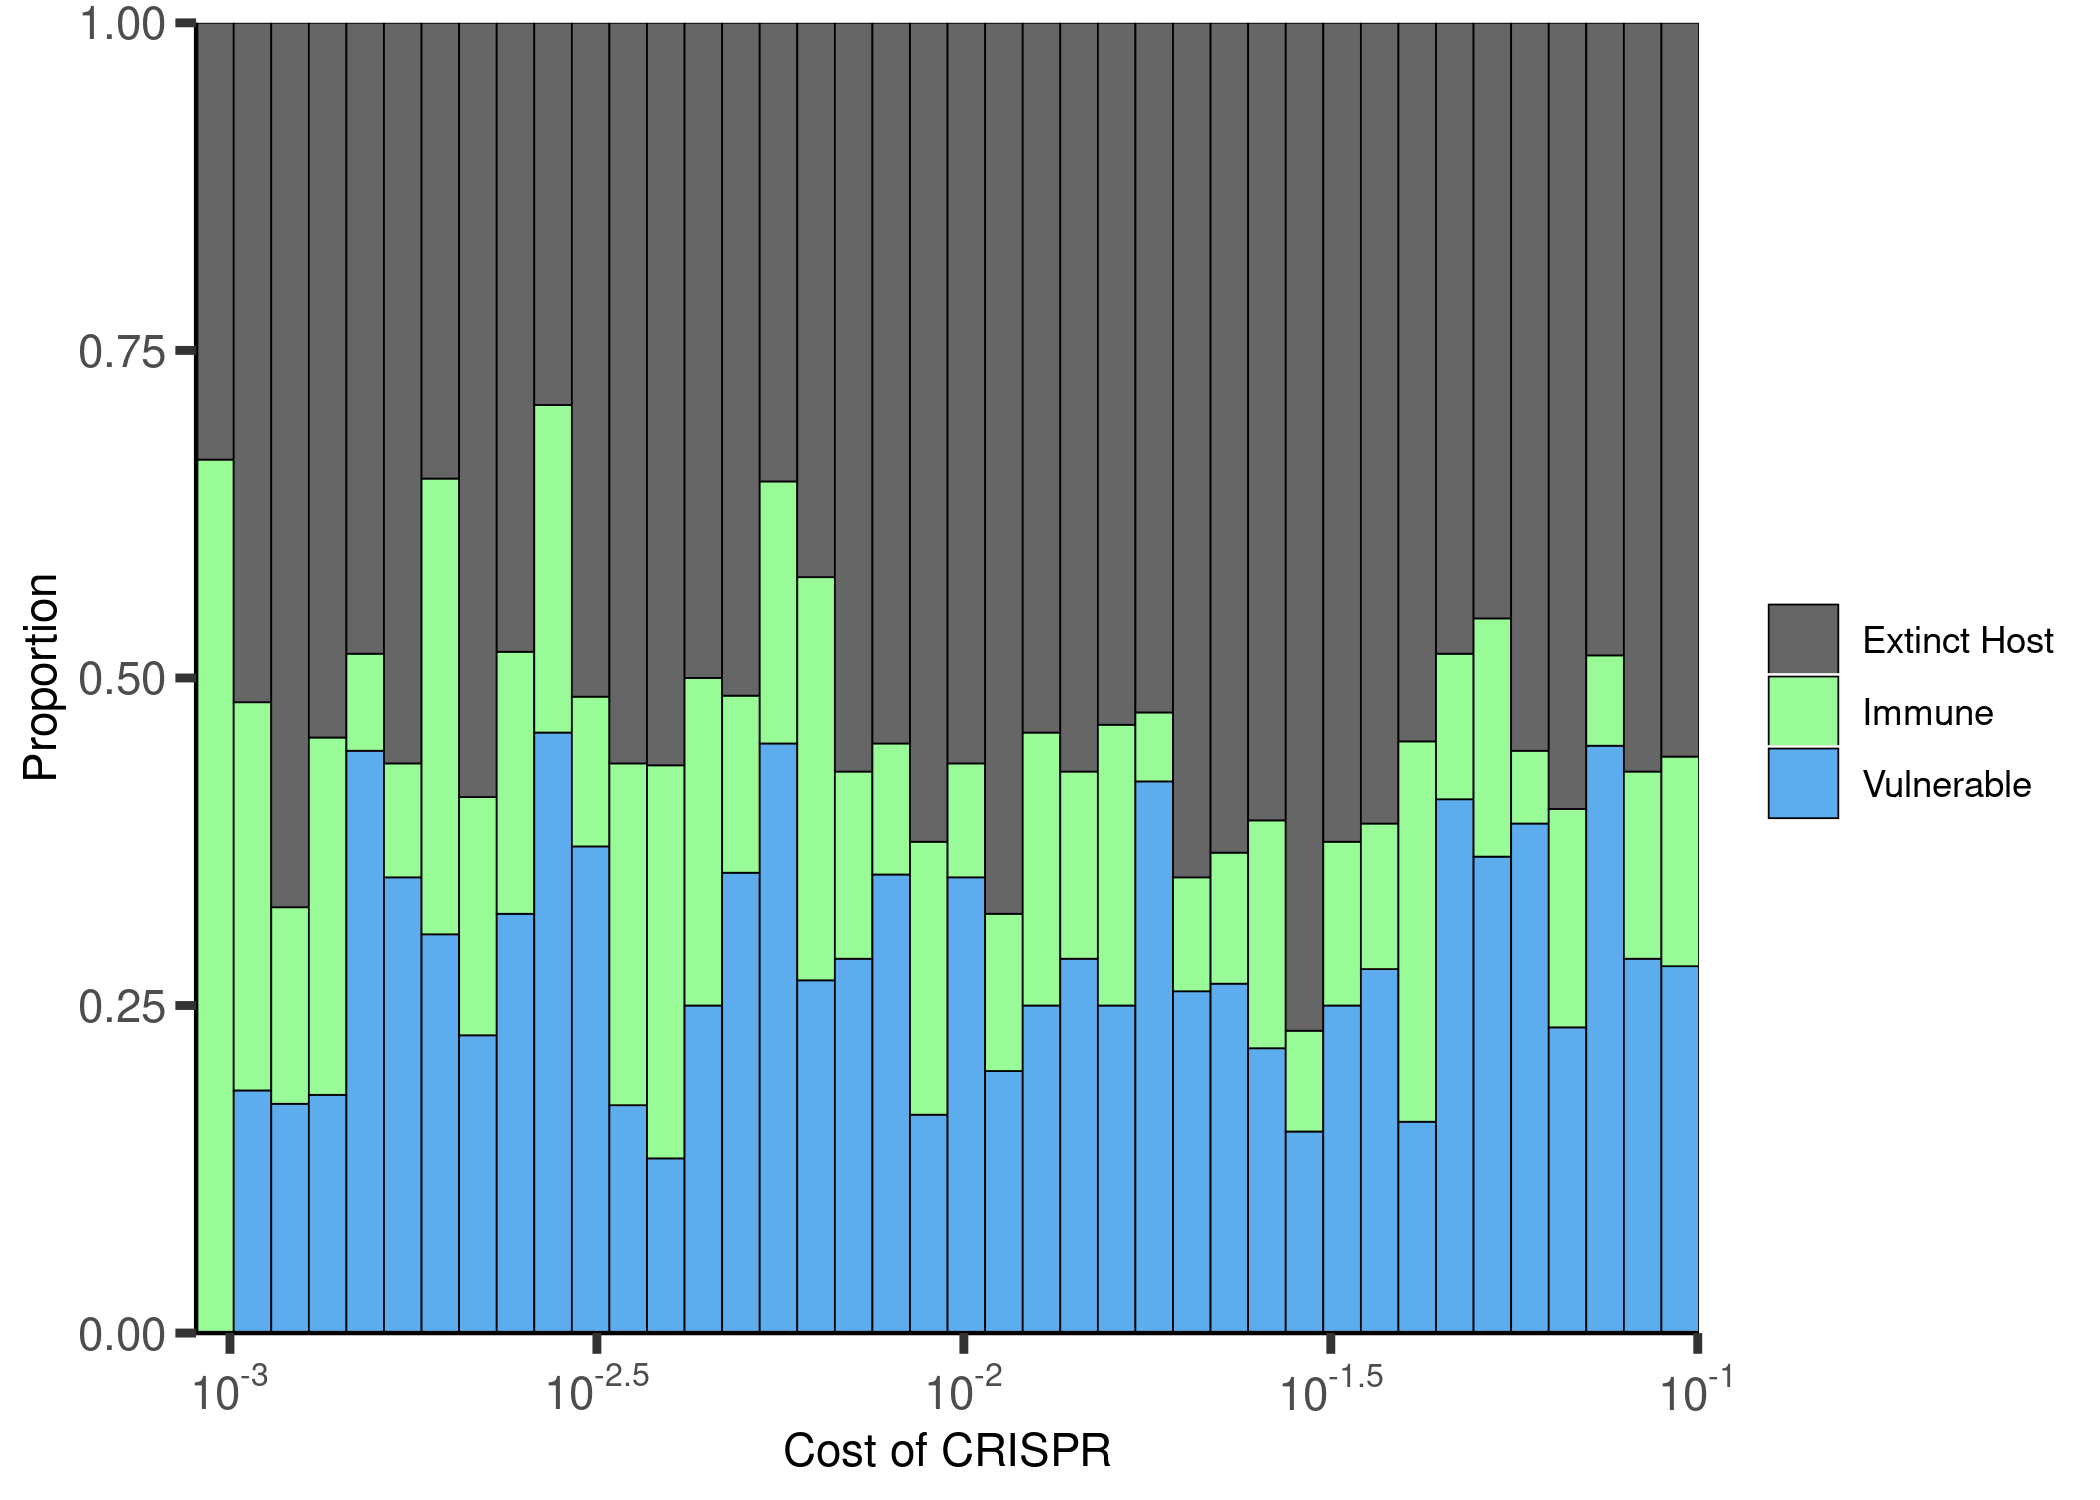 1.00
0.75
0.50
0.25
0.00
Proportion
10^-3
10^-2.5
10^-2
10^-1.5
10^-1
Cost of CRISPR
Extinct Host
Immune
Vulnerable